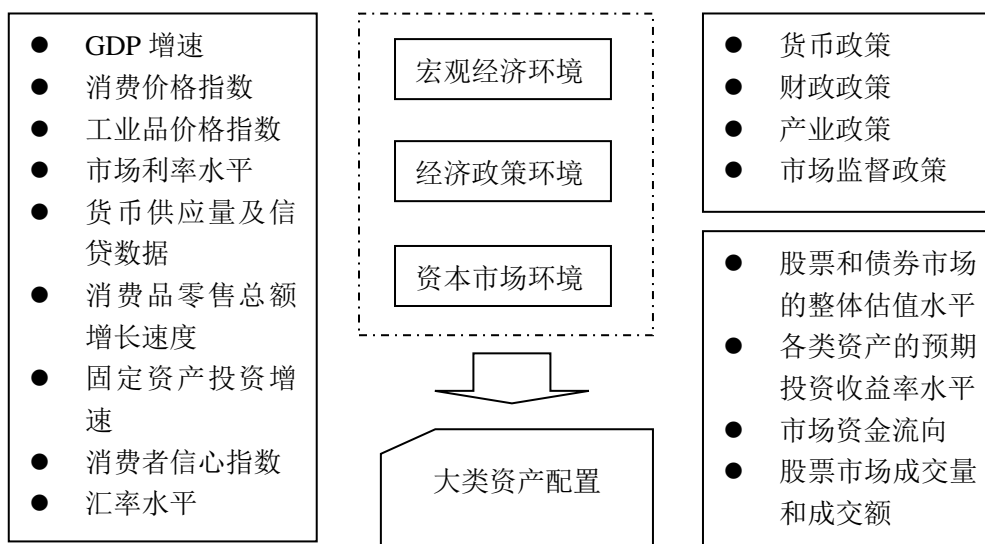 GDP 增速
消费价格指数
工业品价格指数
市场利率水平
货币供应量及信
贷数据
消费品零售总额
增长速度
固定资产投资增
速
消费者信心指数
汇率水平
宏观经济环境
经济政策环境
资本市场环境
大类资产配置
货币政策
财政政策
产业政策
市场监督政策
股票和债券市场
的整体估值水平
各类资产的预期
投资收益率水平
市场资金流向
股票市场成交量
和成交额